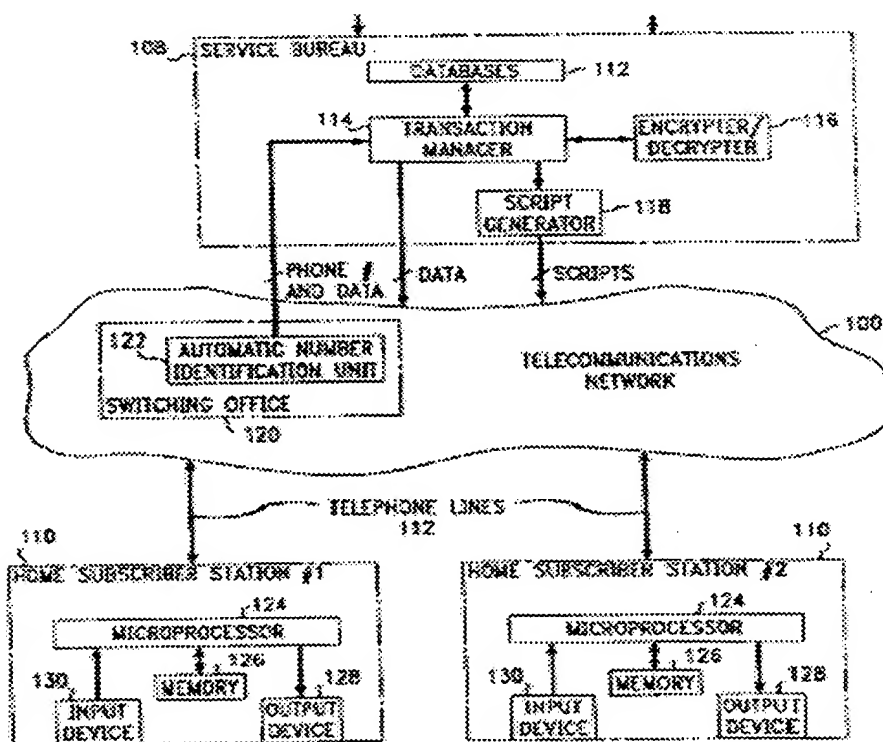 108
SERVICE BUREAU
DATABASES
112
114
TRANSACTION
MANAGER
ENCRYPTER/
DECRYPTER
116
SCRIPT
GENERATOR
118
PHONE #
AND DATA
DATA
SCRIPTS
100
122
AUTOMATIC NUMBER
IDENTIFICATION UNIT
SWITCHING OFFICE
120
TELECOMMUNICATIONS
NETWORK
TELEPHONE LINES
112
110
HOME SUBSCRIBER STATION #1
124
MICROPROCESSOR
126
130
MEMORY
128
INPUT
DEVICE
OUTPUT
DEVICE
110
HOME SUBSCRIBER STATION #2
124
MICROPROCESSOR
126
130
MEMORY
128
INPUT
DEVICE
OUTPUT
DEVICE